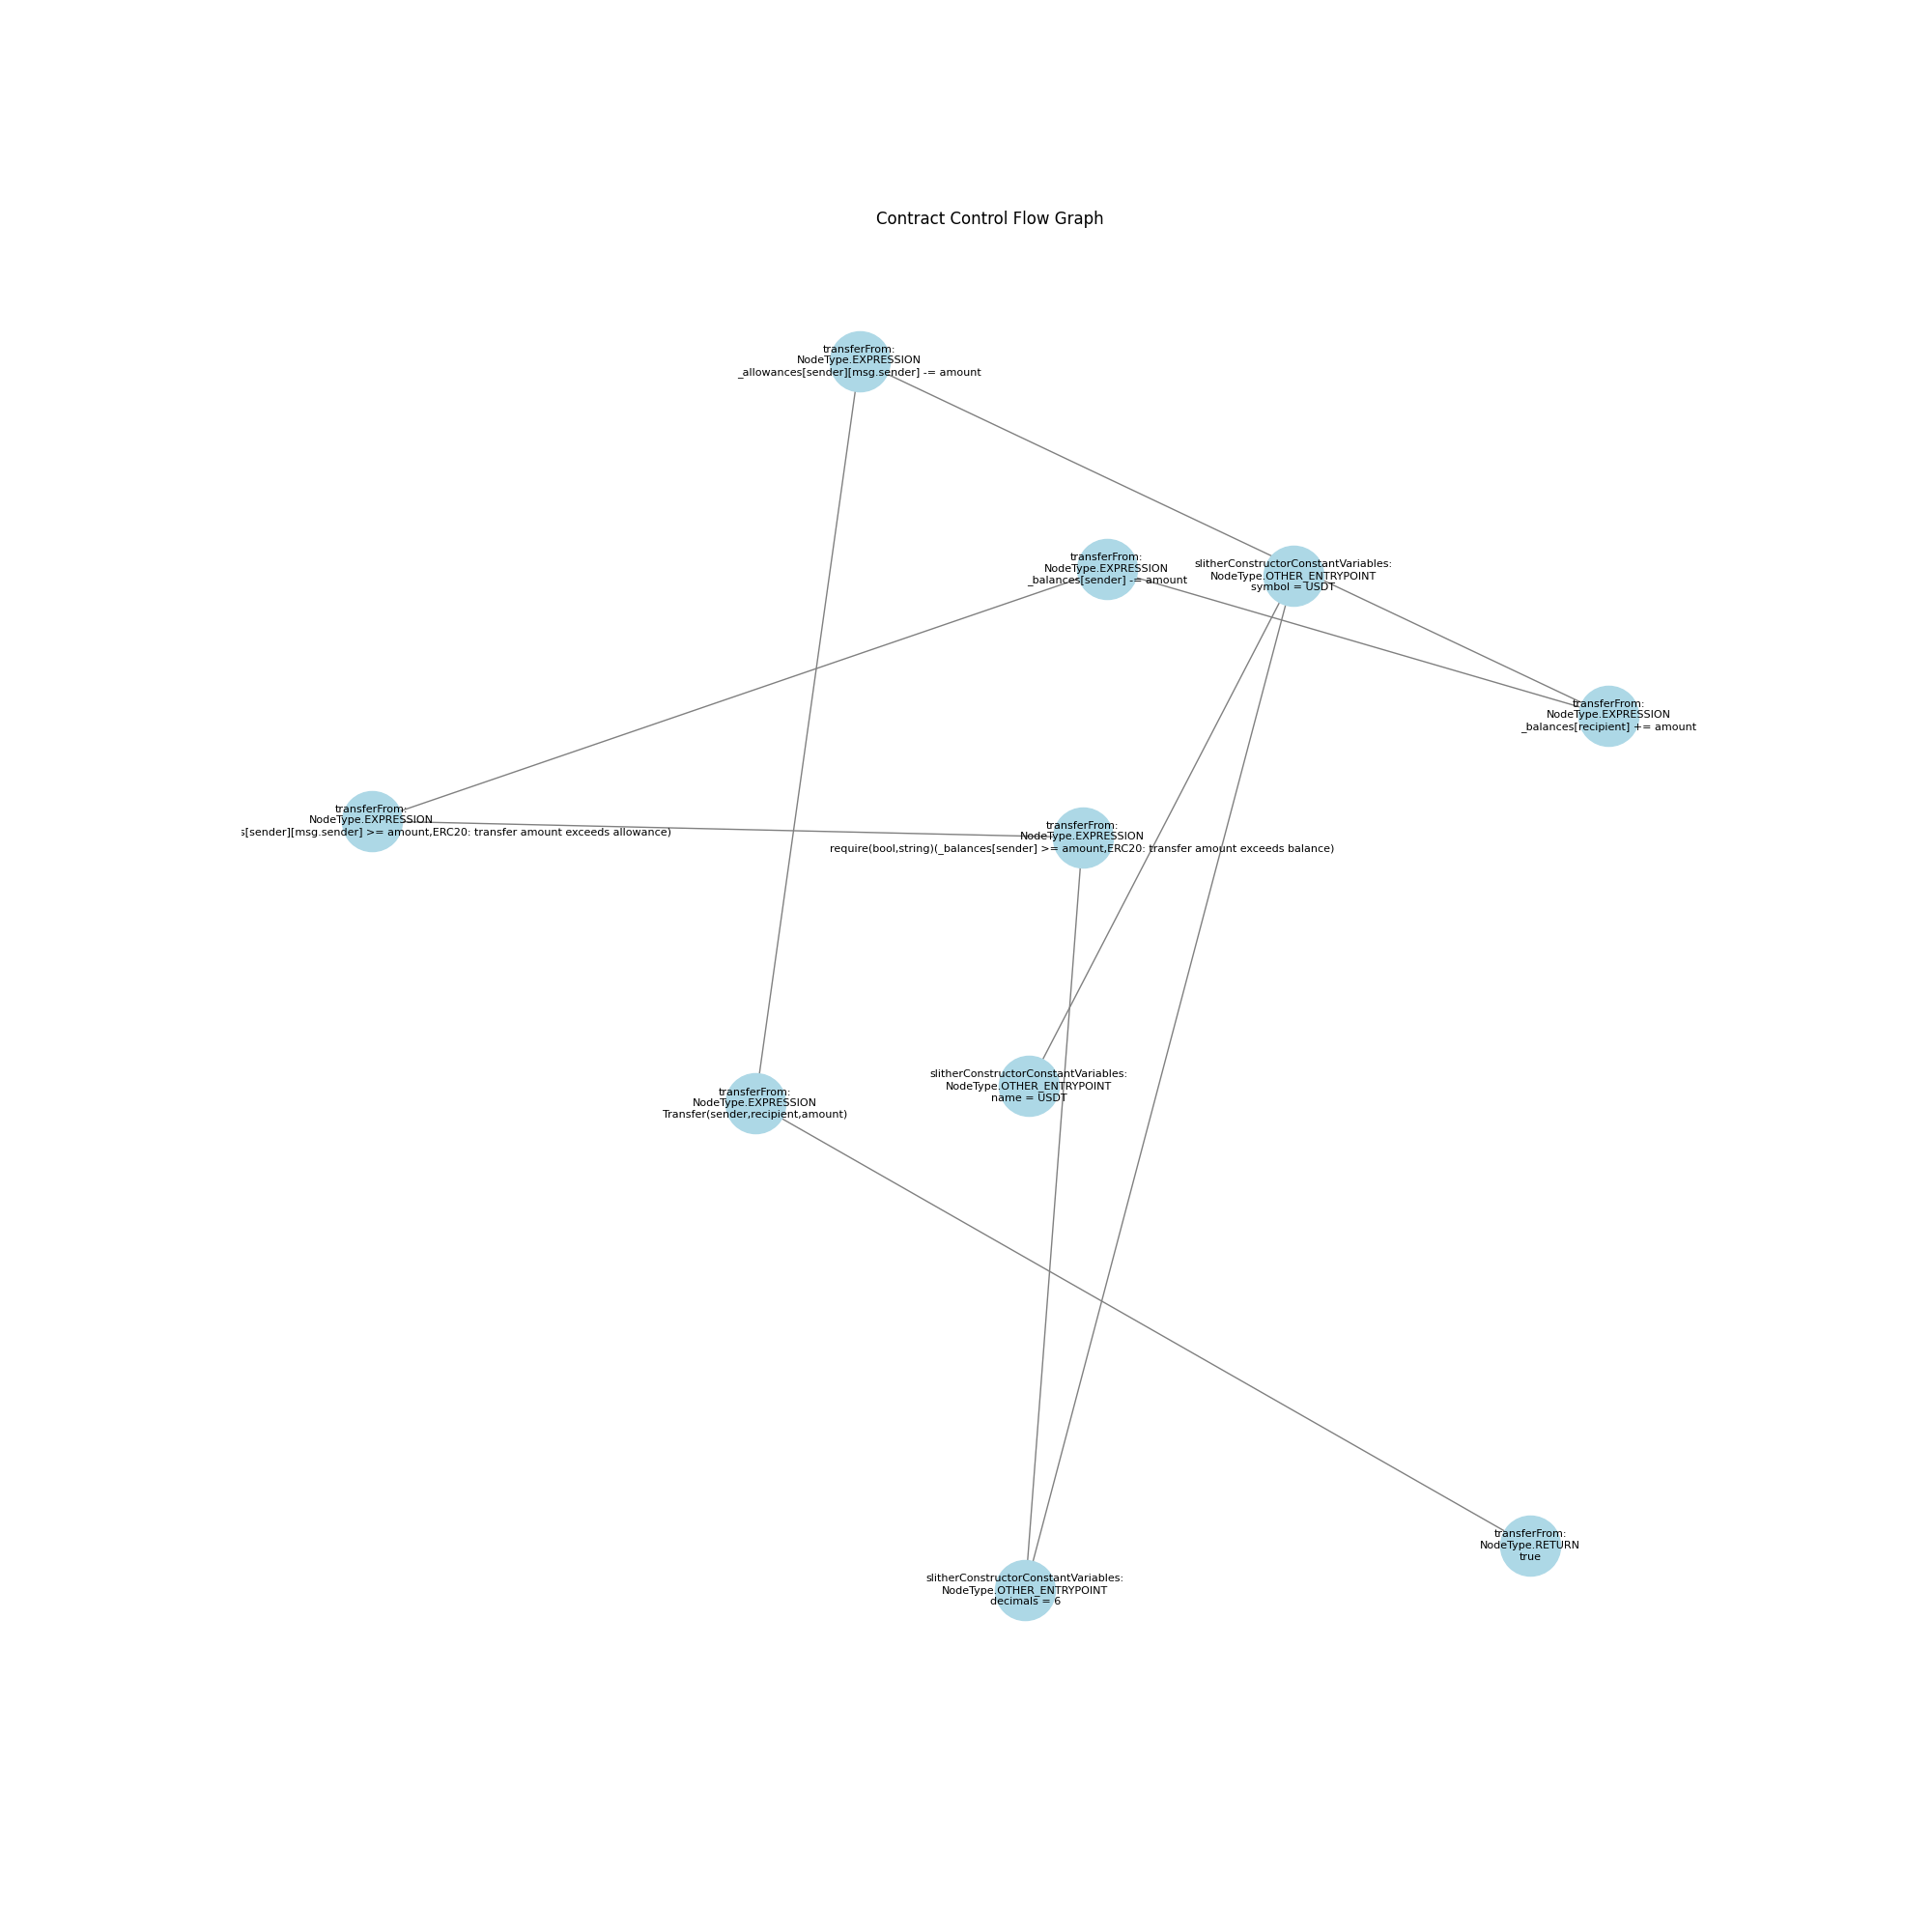 Contract Control Flow Graph
transferFrom:
NodeType.EXPRESSION
_allowances[sender][msg.sender] -= amount
transferFrom:
NodeType.EXPRESSION
_balances[sender] -= amount
slitherConstructorConstantVariables:
NodeType.OTHER_ENTRYPOINT
symbol = USDT
transferFrom:
NodeType.EXPRESSION
_balances[recipient] += amount
transferFrom:
NodeType.EXPRESSION
s[sender][msg.sender] >= amount,ERC20: transfer amount exceeds allowance)
transferFrom:
NodeType.EXPRESSION
require(bool,string)(_balances[sender] >= amount,ERC20: transfer amount exceeds balance)
slitherConstructorConstantVariables:
NodeType.OTHER_ENTRYPOINT
name = USDT
transferFrom:
NodeType.EXPRESSION
Transfer(sender,recipient,amount)
transferFrom:
NodeType.RETURN
true
slitherConstructorConstantVariables:
NodeType.OTHER_ENTRYPOINT
decimals = 6